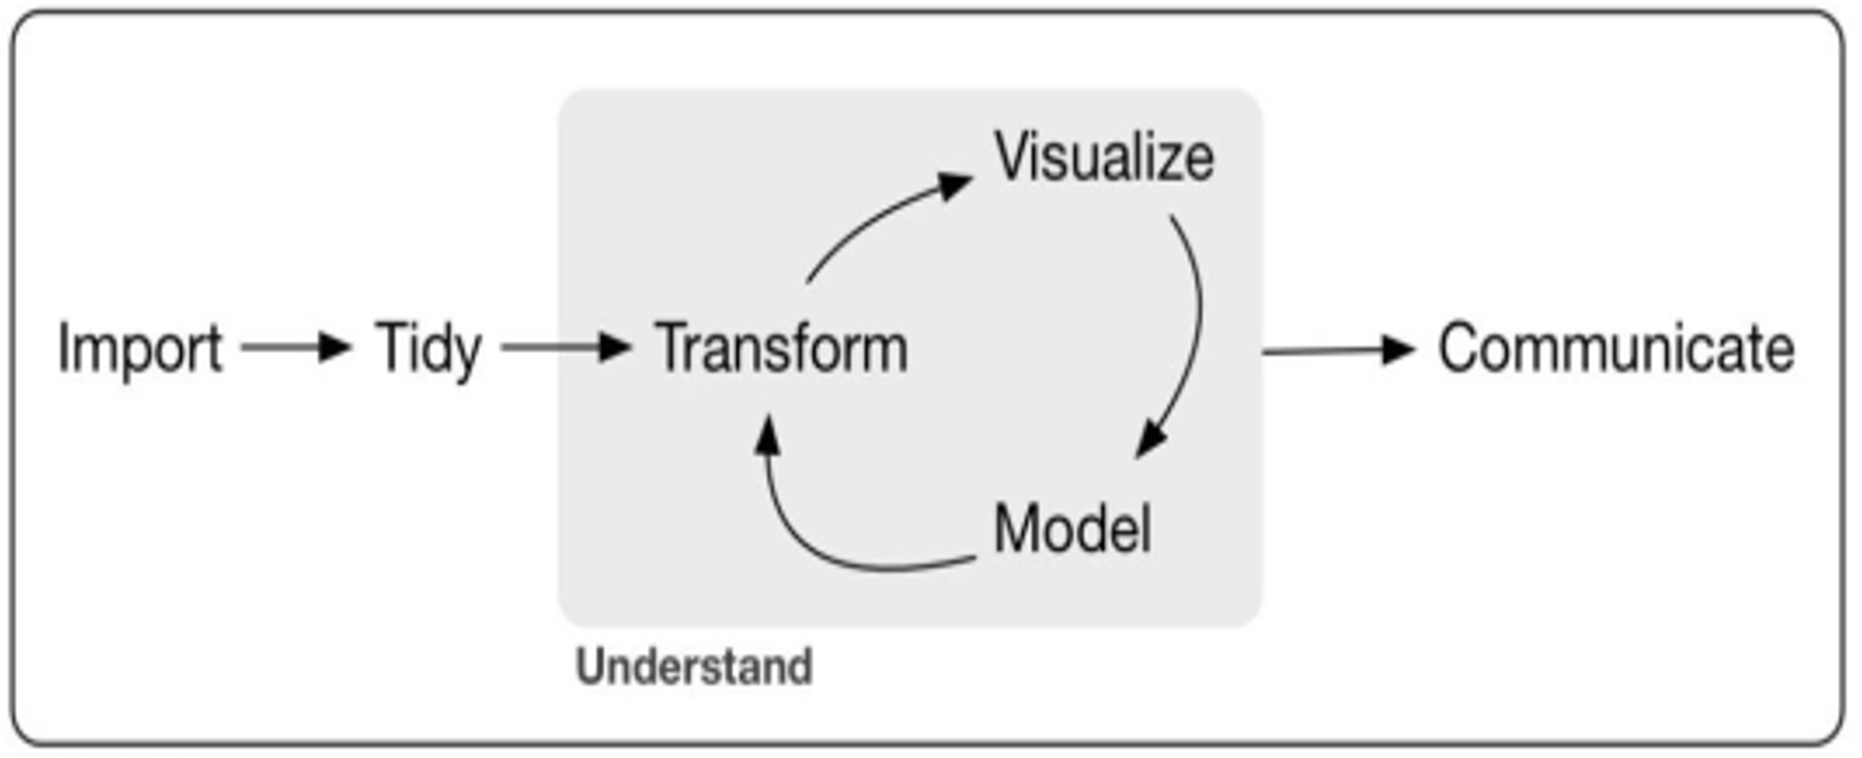 Visualize
Import
Tidy
Transform
Communicate
Model
Understand